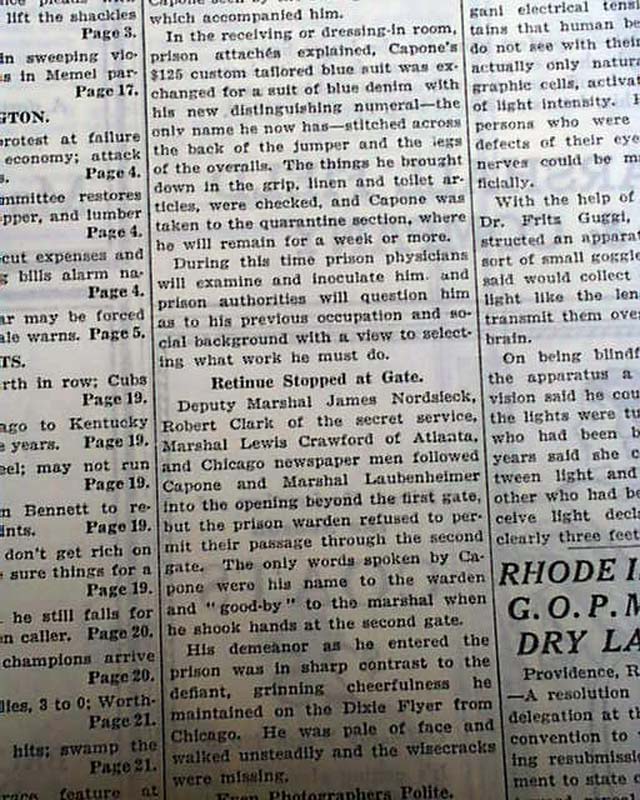 lift the shackles
Page 3.
in sweeping vic-
s in Memel par-
Page 17.
GTON.
protest at failure
economy; attack
s. Page 4.
mmittee restores
pper, and lumber
Page 4.
cut expenses and
g bills alarm na-
Page 4.
ar may be forced
ale warns. Page 5.
TS.
rth in row; Cubs
Page 19.
ago to Kentucky
e years. Page 19.
eel; may not run
Page 19.
m Bennett to re-
ints. Page 19.
don't get rich on
sure things for a
Page 19.
he still falls for
en caller. Page 20.
champions arrive
Page 20.
lies, 3 to 0; Worth-
Page 21.
hits; swamp the
Page 21.
feature at
which accompanied him.
In the receiving or dressing-in room,
prison attachés explained, Capone's
$125 custom tailored blue suit was ex-
changed for a suit of blue denim with
his new distinguishing numeral—the
only name he now has—stitched across
the back of the jumper and the legs
of the overalls. The things he brought
down in the grip, linen and toilet ar-
ticles, were checked, and Capone was
taken to the quarantine section, where
he will remain for a week or more.
During this time prison physicians
will examine and inoculate him and
prison authorities will question him
as to his previous occupation and so-
cial background with a view to select-
ing what work he must do.
Retinue Stopped at Gate.
Deputy Marshal James Nordsieck,
Robert Clark of the secret service,
Marshal Lewis Crawford of Atlanta,
and Chicago newspaper men followed
Capone and Marshal Laubenheimer
into the opening beyond the first gate,
but the prison warden refused to per-
mit their passage through the second
gate. The only words spoken by Ca-
pone were his name to the warden
and "good-by" to the marshal when
he shook hands at the second gate.
His demeanor as he entered the
prison was in sharp contrast to the
defiant, grinning cheerfulness he
maintained on the Dixie Flyer from
Chicago. He was pale of face and
walked unsteadily and the wisecracks
were missing.
Even Photographers Polite.
gani electrical tensi
tains that human be
do not see with their
actually only natura
graphic cells, activa
of light intensity. I
persons who were
defects of their eye
nerves could be m
ficially.
With the help of
Dr. Fritz Guggi,
structed an apparat
sort of small goggle
said would collect
light like the len
transmit them over
brain.
On being blindf
the apparatus a
vision said he cou
the lights were tu
who had been b
years said she c
tween light and
other who had be
ceive light decla
clearly three feet
RHODE I
G. O. P. M
DRY LA
Providence, R
—A resolution
delegation at th
convention to
ing resubmissi
ment to state c